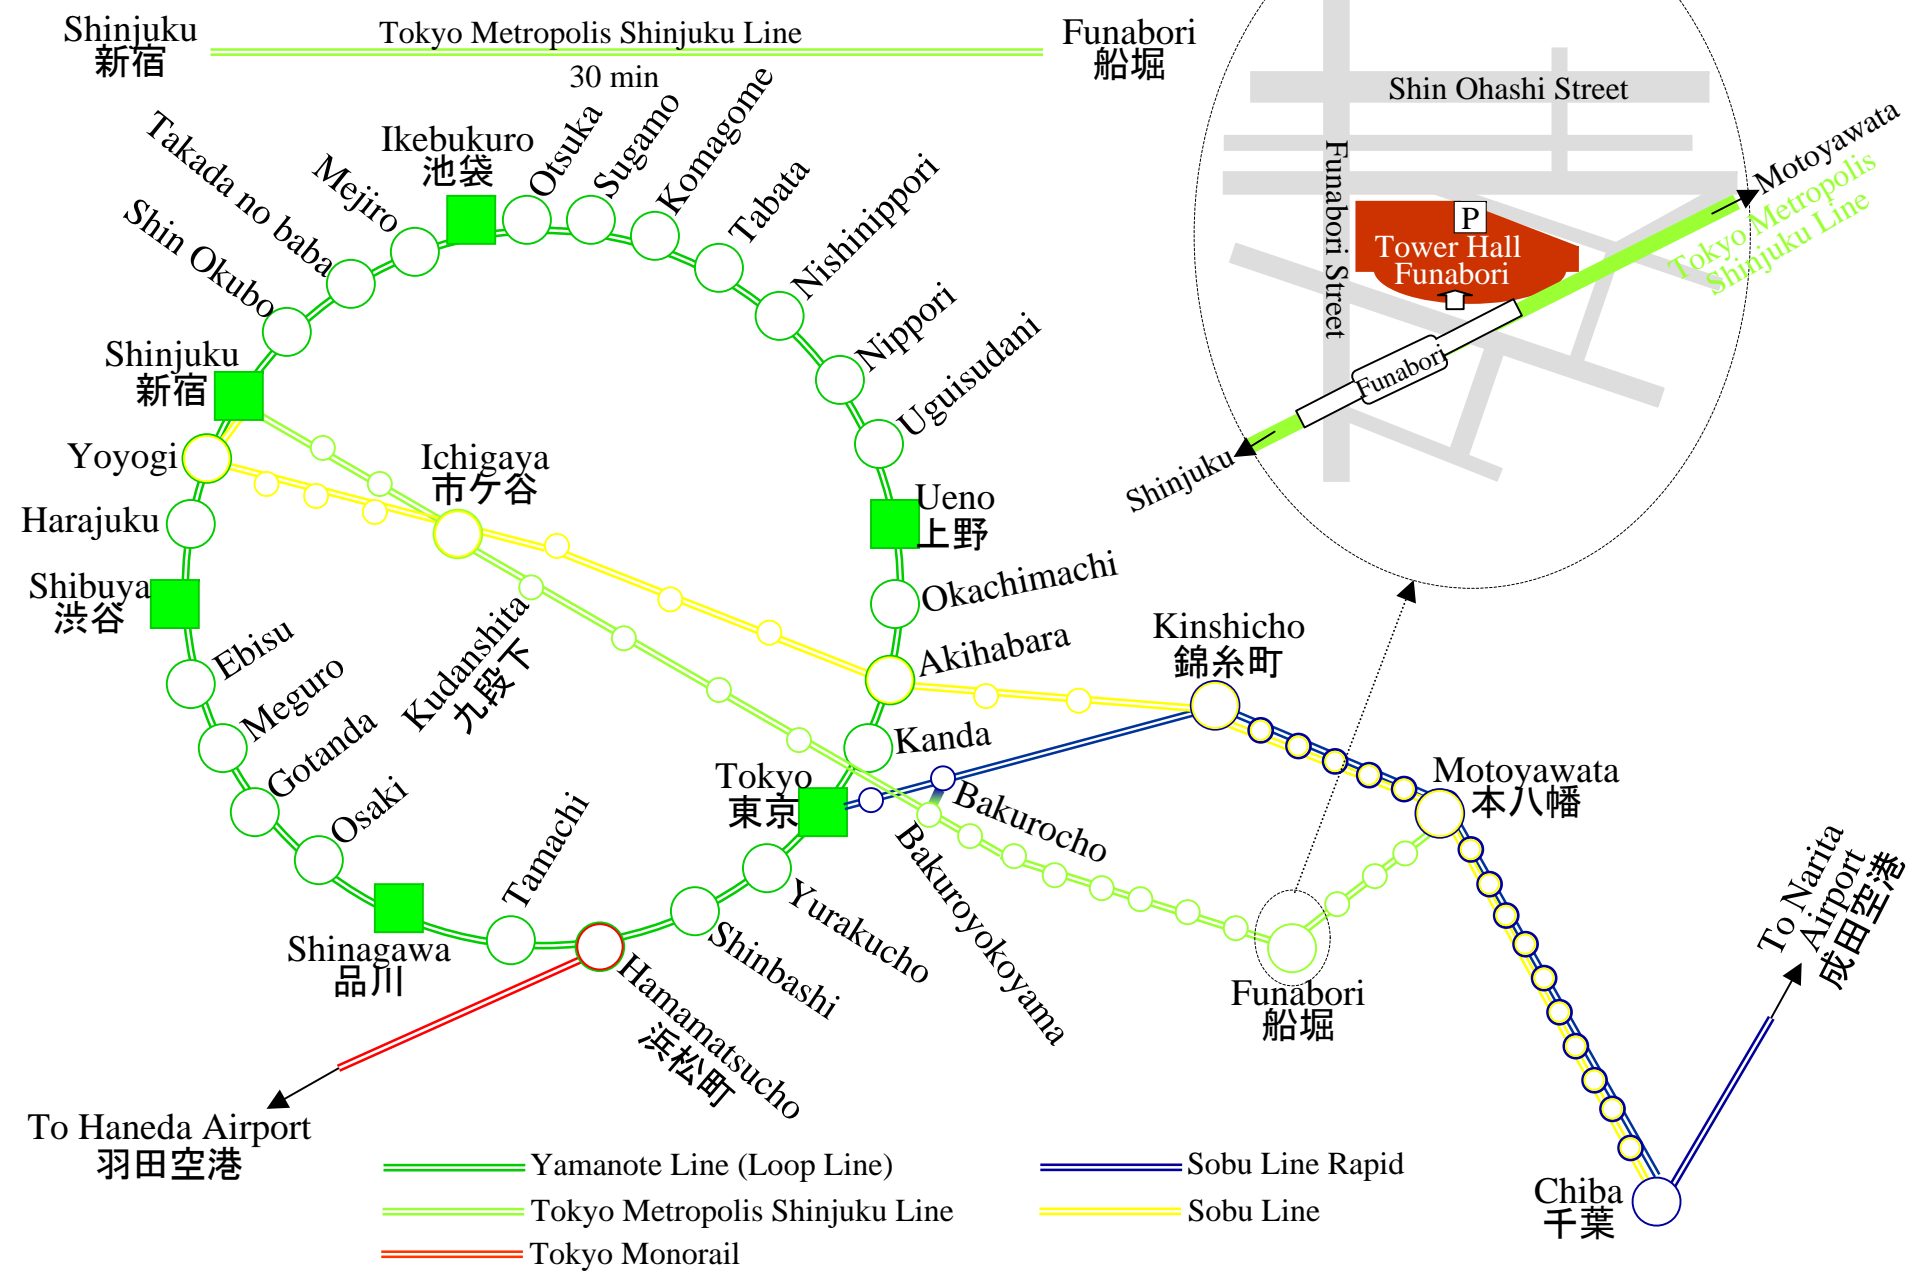 Shinjuku
新宿
Tokyo Metropolis Shinjuku Line
30 min
Funabori
船堀
Shin Ohashi Street
Funabori Street
Motoyawata
Tokyo Metropolis
Shinjuku Line
P
Tower Hall
Funabori
Funabori
Shinjuku
Takada no baba
Mejiro
Ikebukuro
池袋
Otsuka
Sugamo
Komagome
Tabata
Nishinippori
Nippori
Uguisudani
Shin Okubo
Shinjuku
新宿
Yoyogi
Harajuku
Shibuya
渋谷
Ichigaya
市ケ谷
Ueno
上野
Okachimachi
Akihabara
Kudanshita
九段下
Kinshicho
錦糸町
Ebisu
Meguro
Gotanda
Osaki
Kanda
Tokyo
東京
Bakurocho
Bakuroyokoyama
Motoyawata
本八幡
Tamachi
Shinagawa
品川
Hamamatsucho
浜松町
Shinbashi
Yurakucho
Funabori
船堀
To Narita
Airport
成田空港
To Haneda Airport
羽田空港
Chiba
千葉
Yamanote Line (Loop Line)
Tokyo Metropolis Shinjuku Line
Tokyo Monorail
Sobu Line Rapid
Sobu Line